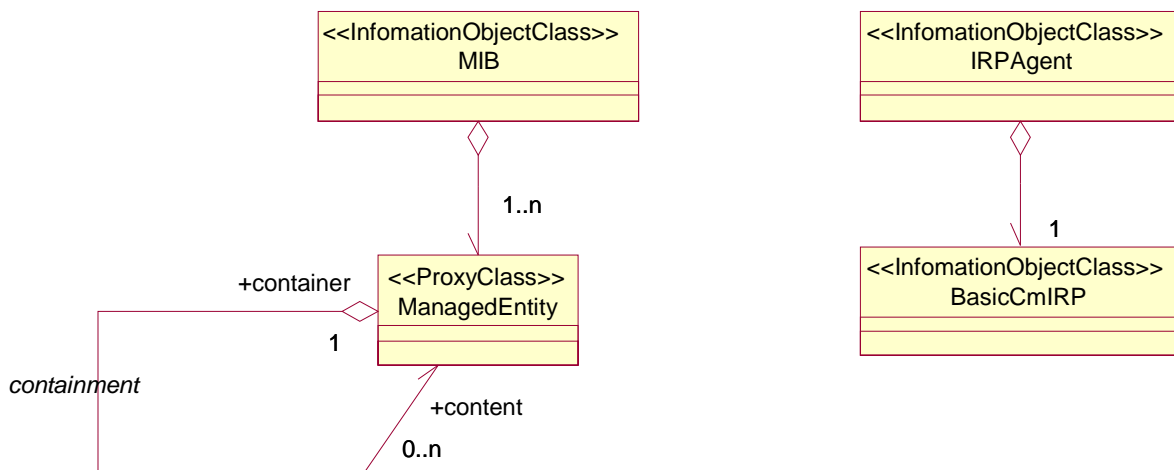 <<InfomationObjectClass>>
MIB
<<InfomationObjectClass>>
IRPAgent
1..n
1
<<ProxyClass>>
ManagedEntity
<<InfomationObjectClass>>
BasicCmIRP
+container
1
containment
+content
0..n